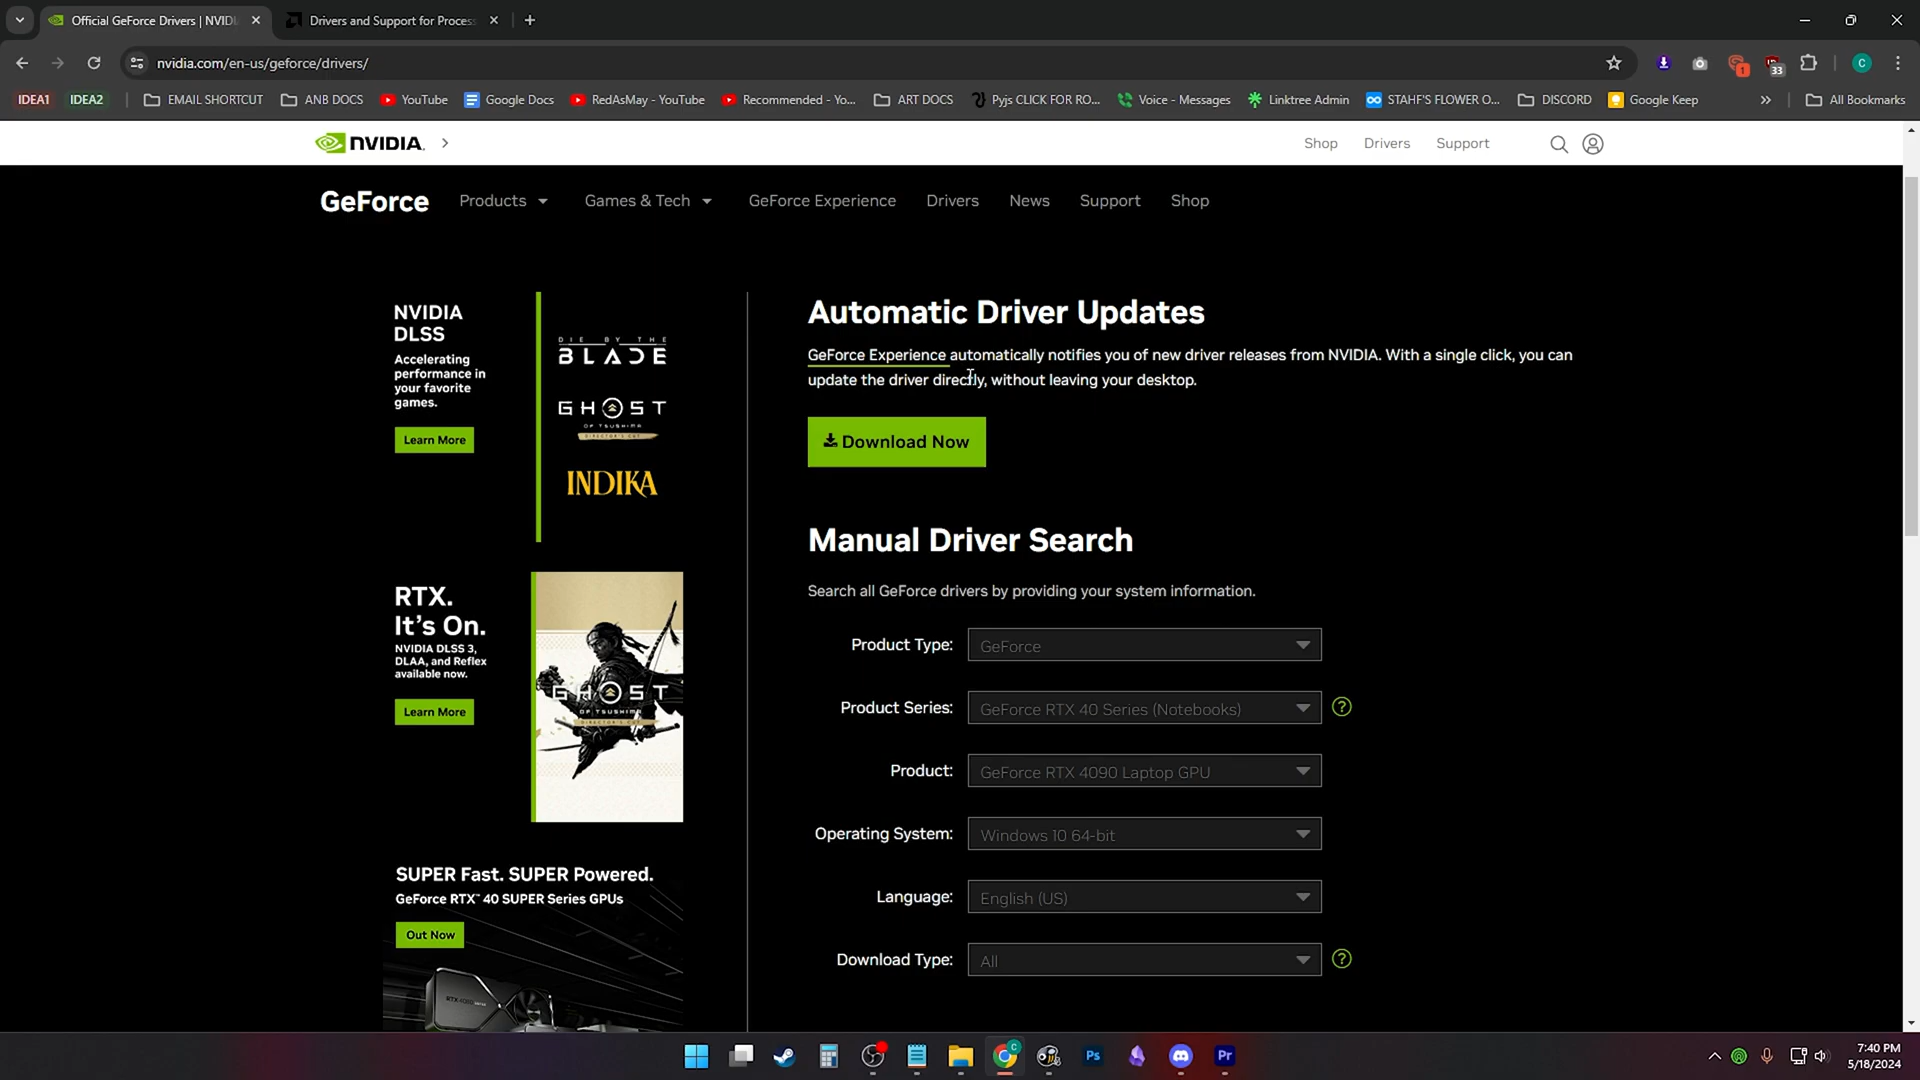 Official GeForce Drivers | NVIDI
Drivers and Support for Process
nvidia.com/en-us/geforce/drivers/
1
33
C
IDEA1
IDEA2
EMAIL SHORTCUT
ANB DOCS
YouTube
Google Docs
RedAsMay - YouTube
Recommended - Yo...
ART DOCS
Pyjs CLICK FOR RO...
Voice - Messages
Linktree Admin
STAHF'S FLOWER O...
DISCORD
Google Keep
All Bookmarks
NVIDIA.
Shop
Drivers
Support
GeForce
Products
Games & Tech
GeForce Experience
Drivers
News
Support
Shop
NVIDIA
DLSS
Accelerating
performance in
your favorite
games.
Learn More
DIE BY THE
BLADE
GHOST
OF TSUSHIMA
DIRECTOR'S CUT
INDIKA
RTX.
It's On.
NVIDIA DLSS 3,
DLAA, and Reflex
available now.
Learn More
GHOST
OF TSUSHIMA
DIRECTOR'S CUT
SUPER Fast. SUPER Powered.
GeForce RTX™ 40 SUPER Series GPUs
Out Now
Automatic Driver Updates
GeForce Experience automatically notifies you of new driver releases from NVIDIA. With a single click, you can
update the driver directly, without leaving your desktop.
Download Now
Manual Driver Search
Search all GeForce drivers by providing your system information.
Product Type: GeForce
Product Series: GeForce RTX 40 Series (Notebooks) ?
Product: GeForce RTX 4090 Laptop GPU
Operating System: Windows 10 64-bit
Language: English (US)
Download Type: All ?
C
Ps
Pr
7:40 PM
5/18/2024